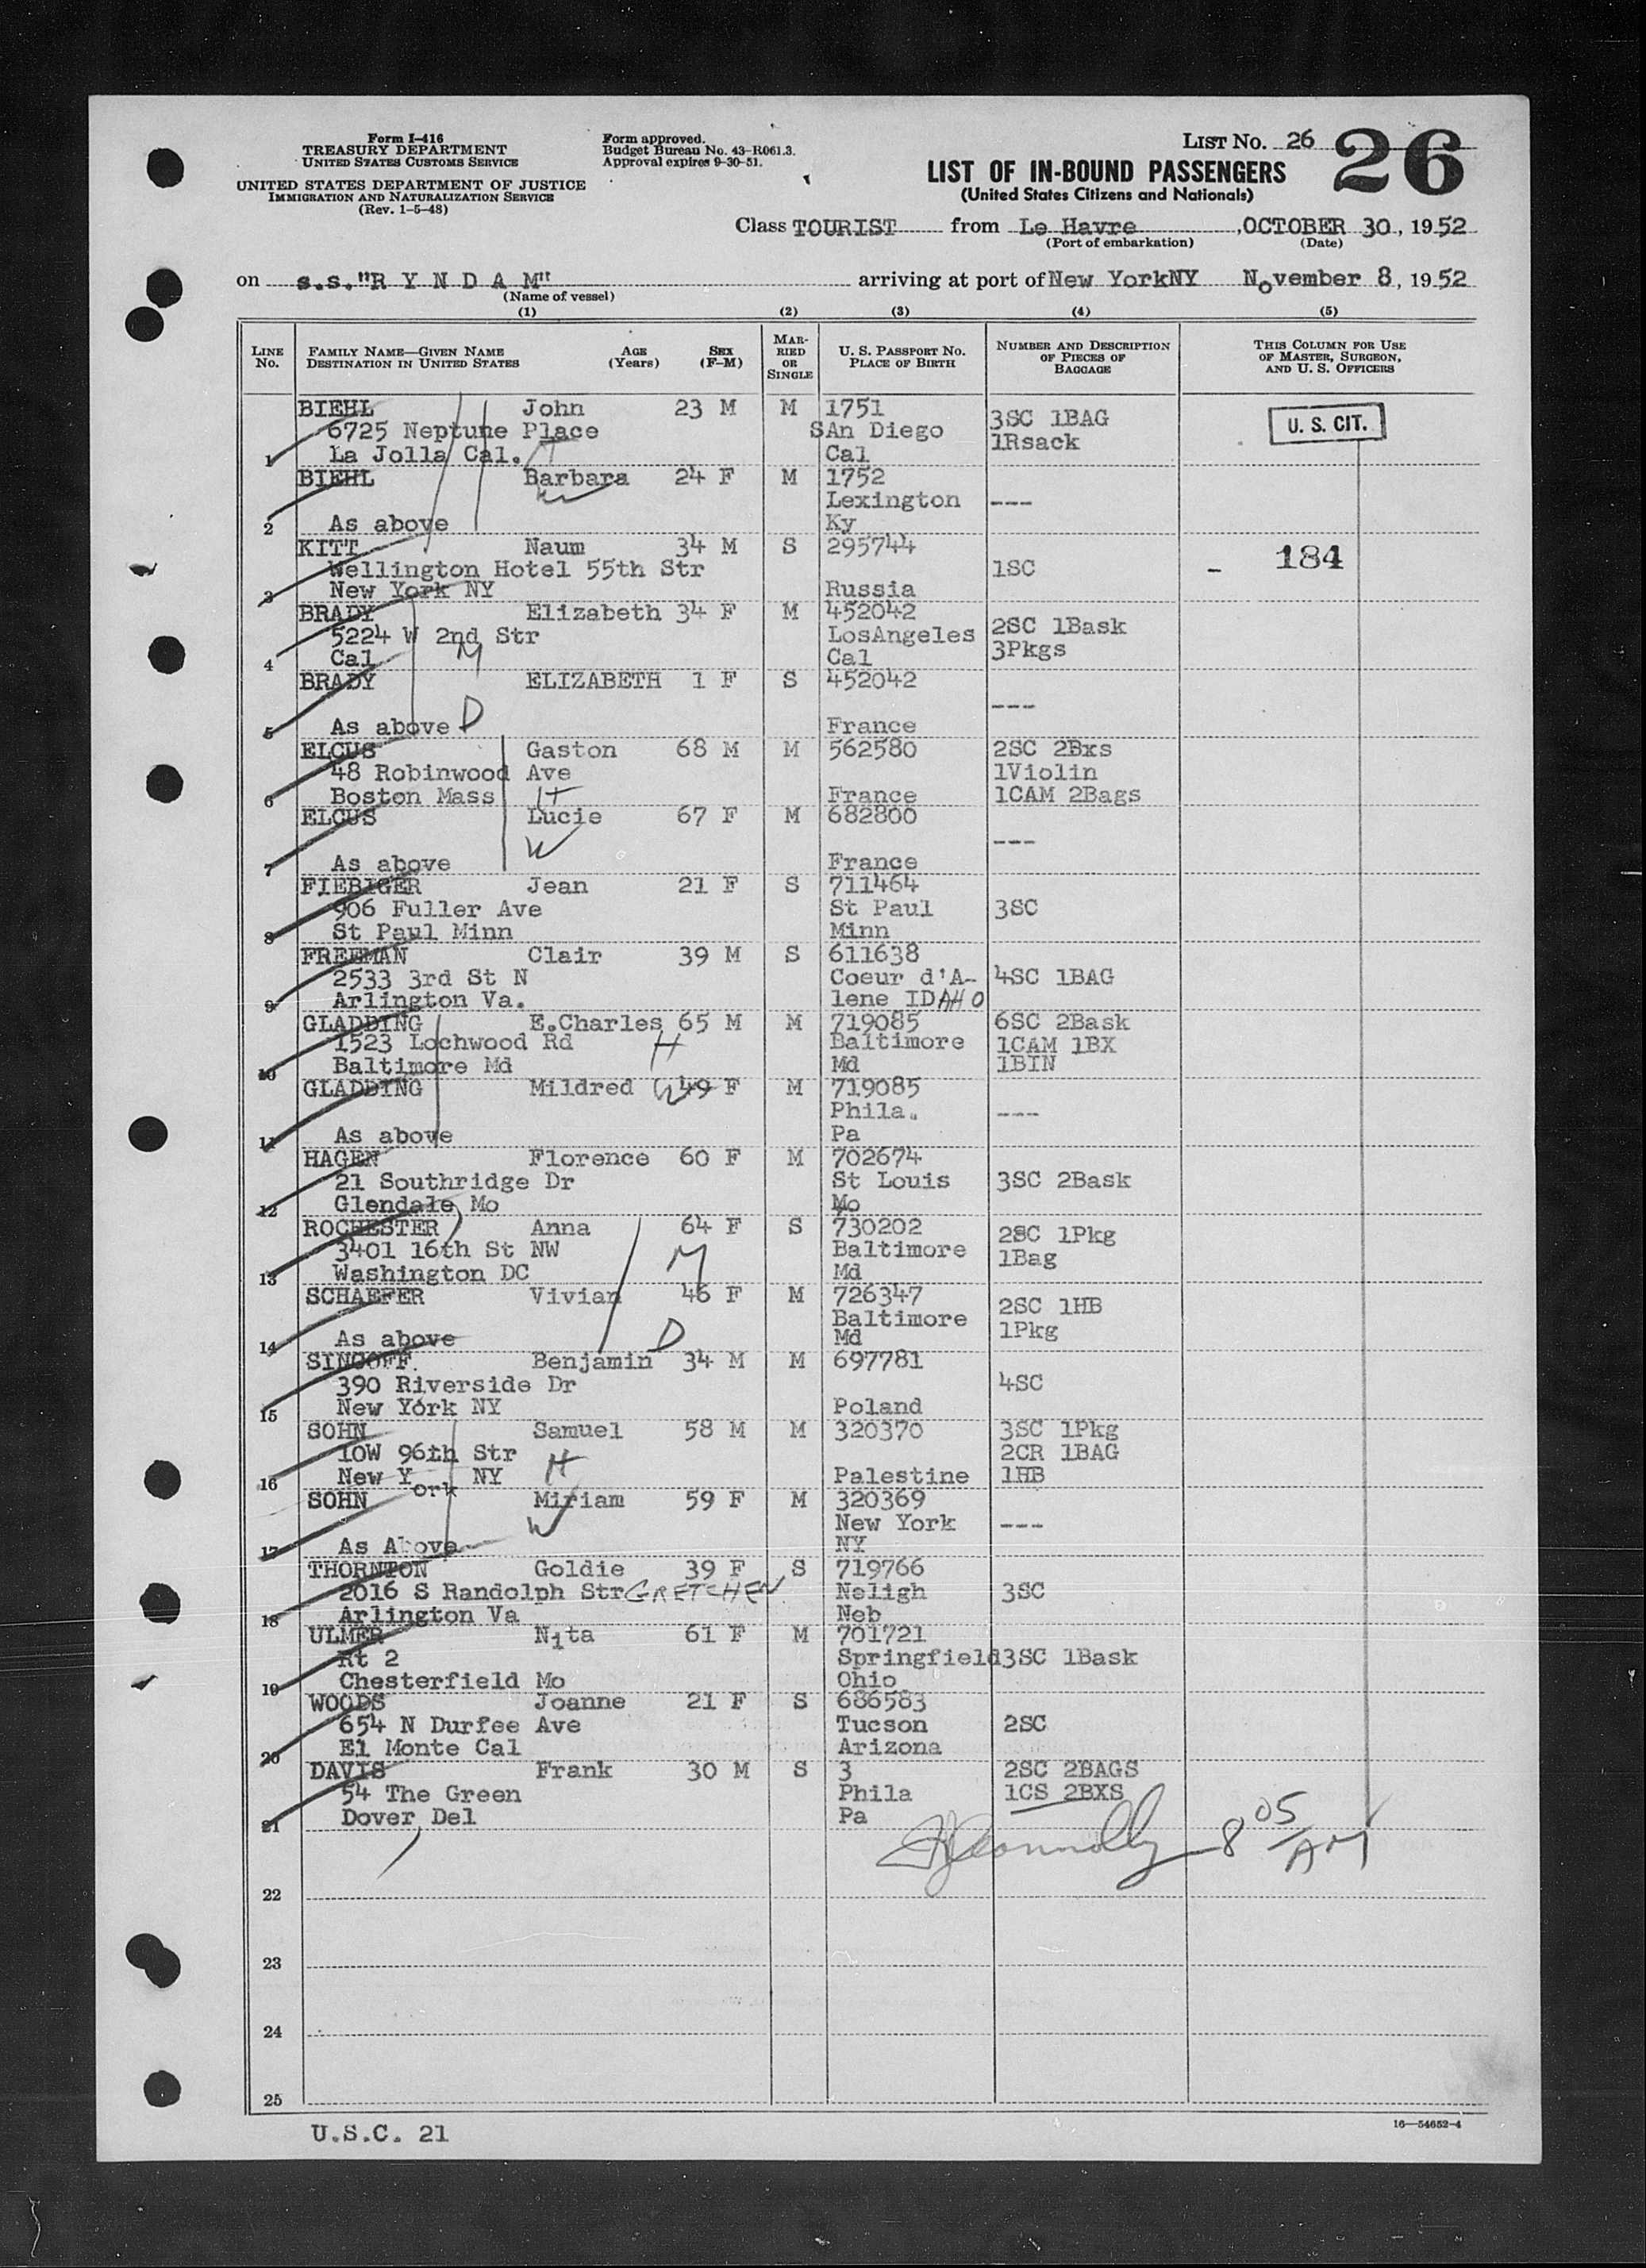 Form I-416
TREASURY DEPARTMENT
UNITED STATES CUSTOMS SERVICE
UNITED STATES DEPARTMENT OF JUSTICE
IMMIGRATION AND NATURALIZATION SERVICE
(Rev. 1-5-48)
Form approved.
Budget Bureau No. 43-R061.3.
Approval expires 9-30-51.
LIST No. 26
26
LIST OF IN-BOUND PASSENGERS
(United States Citizens and Nationals)
Class TOURIST from Le Havre, OCTOBER 30, 1952
(Port of embarkation) (Date)
on s.s."R Y N D A M" arriving at port of New YorkNY November 8, 1952
(Name of vessel)
(1) (2) (3) (4) (5)
LINE No.
FAMILY NAME—GIVEN NAME
DESTINATION IN UNITED STATES
AGE (Years)
SEX (F-M)
MARRIED OR SINGLE
U. S. PASSPORT NO.
PLACE OF BIRTH
NUMBER AND DESCRIPTION OF PIECES OF BAGGAGE
THIS COLUMN FOR USE OF MASTER, SURGEON, AND U. S. OFFICERS
BIEHL John 23 M M 1751 3SC 1BAG U. S. CIT.
6725 Neptune Place SAn Diego 1Rsack
1 La Jolla Cal. H Cal
BIEHL Barbara 24 F M 1752
W Lexington ---
2 As above Ky
KITT Naum 34 M S 295744 - 184
Wellington Hotel 55th Str 1SC
3 New York NY Russia
BRADY Elizabeth 34 F M 452042
5224 W 2nd Str LosAngeles 2SC 1Bask
4 Cal M Cal 3Pkgs
BRADY ELIZABETH 1 F S 452042
---
5 As above D France
ELCUS Gaston 68 M M 562580 2SC 2Bxs
48 Robinwood Ave 1Violin
6 Boston Mass H France 1CAM 2Bags
ELCUS Lucie 67 F M 682800
W ---
7 As above France
FIEBIGER Jean 21 F S 711464
906 Fuller Ave St Paul 3SC
8 St Paul Minn Minn
FREEMAN Clair 39 M S 611638
2533 3rd St N Coeur d'A- 4SC 1BAG
9 Arlington Va. lene IDAHO
GLADDING E.Charles 65 M M 719085 6SC 2Bask
1523 Lochwood Rd H Baltimore 1CAM 1BX
10 Baltimore Md Md 1BIN
GLADDING Mildred W 49 F M 719085
Phila. ---
11 As above Pa
HAGEN Florence 60 F M 702674
21 Southridge Dr St Louis 3SC 2Bask
12 Glendale Mo Mo
ROCHESTER Anna 64 F S 730202 2SC 1Pkg
3401 16th St NW M Baltimore 1Bag
13 Washington DC Md
SCHAEFER Vivian 46 F M 726347 2SC 1HB
Baltimore
14 As above D Md 1Pkg
SINGOFF. Benjamin 34 M M 697781
390 Riverside Dr 4SC
15 New York NY Poland
SOHN Samuel 58 M M 320370 3SC 1Pkg
10W 96th Str 2CR 1BAG
16 New York NY H Palestine 1HB
SOHN Miriam 59 F M 320369
W New York ---
17 As Above NY
THORNTON Goldie 39 F S 719766
2016 S Randolph Str GRETCHEN Neligh 3SC
18 Arlington Va Neb
ULMER Nita 61 F M 701721
Rt 2 Springfield 3SC 1Bask
19 Chesterfield Mo Ohio
WOODS Joanne 21 F S 686583
654 N Durfee Ave Tucson 2SC
20 El Monte Cal Arizona
DAVIS Frank 30 M S 3 2SC 2BAGS
54 The Green Phila 1CS 2BXS
21 Dover Del Pa
8 05 AM
22
23
24
25
U.S.C. 21
16—54652-4